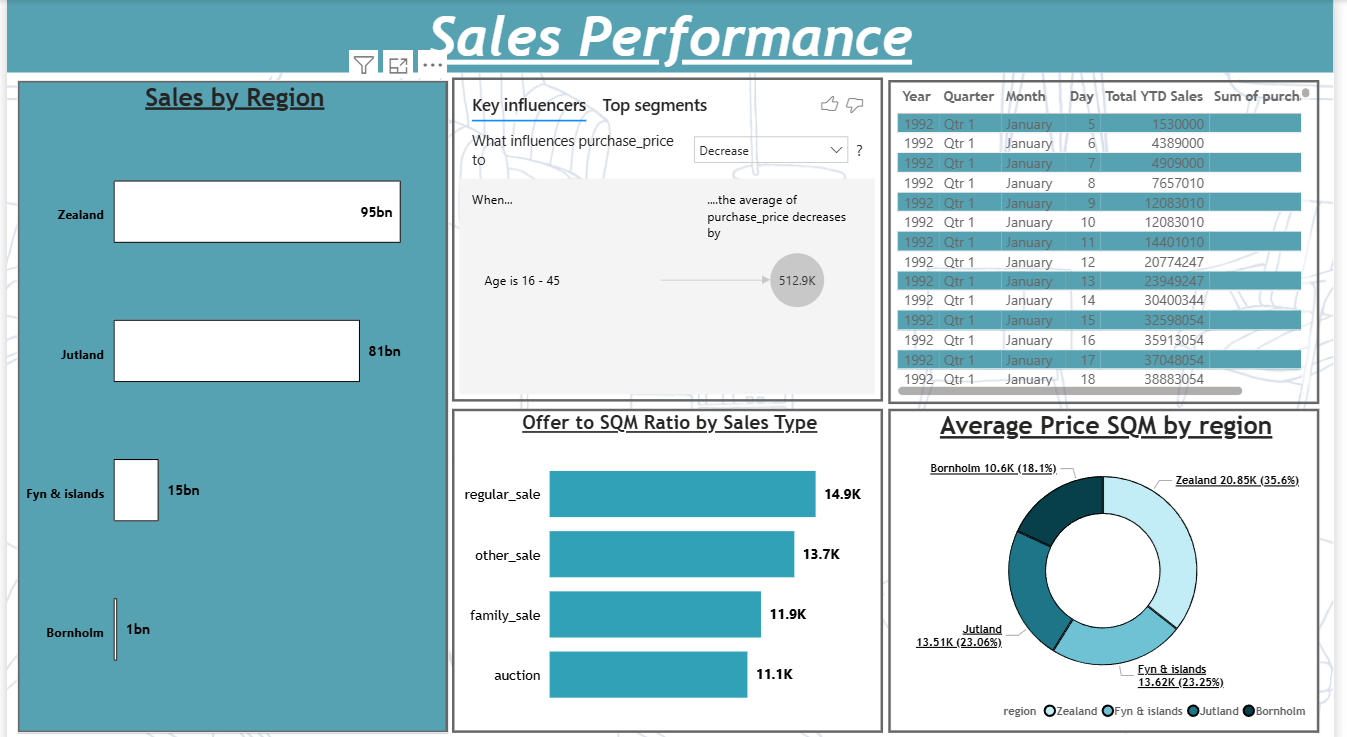 Sales Performance
Sales by Region
Zealand
95bn
Jutland
81bn
Fyn & islands
15bn
Bornholm
1bn
Key influencers Top segments
What influences purchase_price
to
Decrease
?
When...
....the average of
purchase_price decreases
by
Age is 16 - 45
512.9K
Year Quarter Month Day Total YTD Sales Sum of purch
1992 Qtr 1 January 5 1530000
1992 Qtr 1 January 6 4389000
1992 Qtr 1 January 7 4909000
1992 Qtr 1 January 8 7657010
1992 Qtr 1 January 9 12083010
1992 Qtr 1 January 10 12083010
1992 Qtr 1 January 11 14401010
1992 Qtr 1 January 12 20774247
1992 Qtr 1 January 13 23949247
1992 Qtr 1 January 14 30400344
1992 Qtr 1 January 15 32598054
1992 Qtr 1 January 16 35913054
1992 Qtr 1 January 17 37048054
1992 Qtr 1 January 18 38883054
Offer to SQM Ratio by Sales Type
regular_sale
14.9K
other_sale
13.7K
family_sale
11.9K
auction
11.1K
Average Price SQM by region
Bornholm 10.6K (18.1%)
Zealand 20.85K (35.6%)
Jutland
13.51K (23.06%)
Fyn & islands
13.62K (23.25%)
region Zealand Fyn & islands Jutland Bornholm